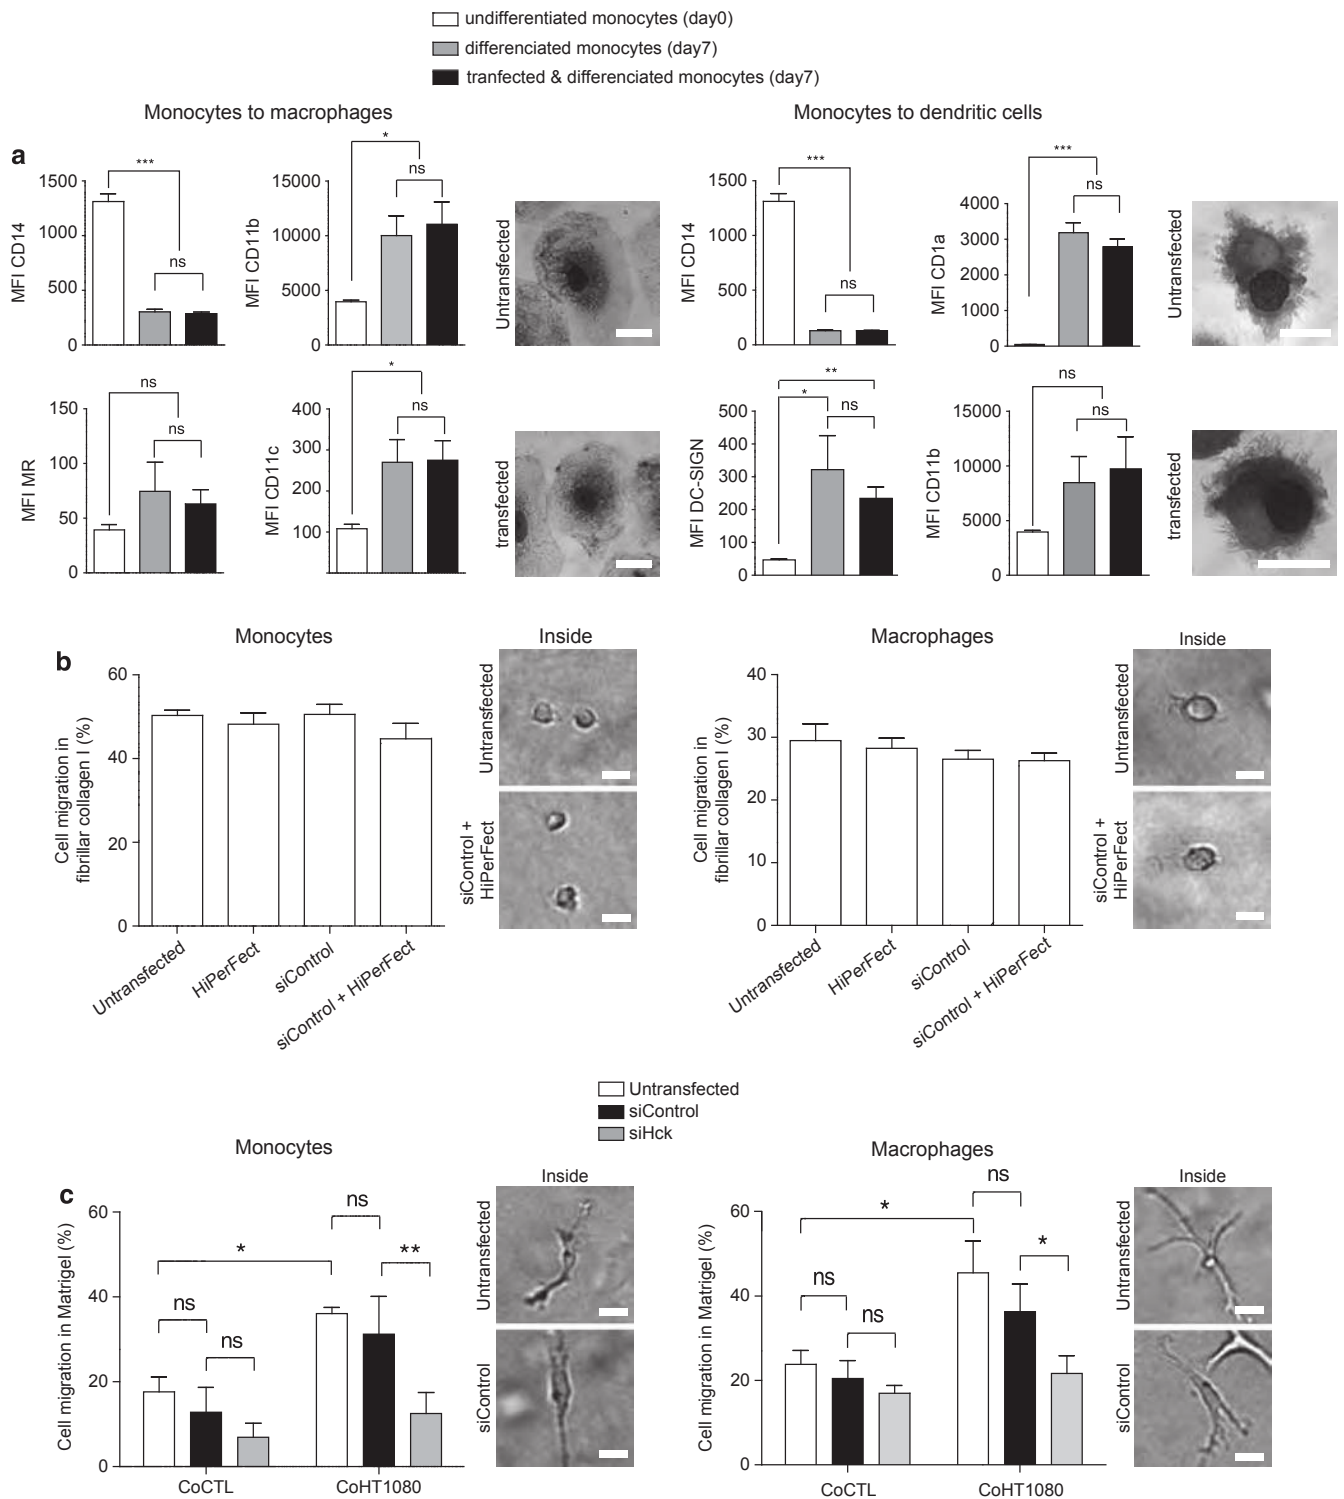 undifferentiated monocytes (day0)
differenciated monocytes (day7)
tranfected & differenciated monocytes (day7)
Monocytes to macrophages
Monocytes to dendritic cells
a
MFI CD14
1500
1000
500
0
***
ns
MFI CD11b
15000
10000
5000
0
*
ns
Untransfected
MFI CD14
1500
1000
500
0
***
ns
MFI CD1a
4000
3000
2000
1000
0
***
ns
Untransfected
MFI MR
150
100
50
0
ns
ns
MFI CD11c
400
300
200
100
*
ns
transfected
MFI DC-SIGN
500
400
300
200
100
0
**
*
ns
MFI CD11b
15000
10000
5000
0
ns
ns
transfected
b
Monocytes
Cell migration in
fibrillar collagen I (%)
60
40
20
0
Untransfected
HiPerFect
siControl
siControl + HiPerFect
Inside
Untransfected
siControl +
HiPerFect
Macrophages
Cell migration in
fibrillar collagen I (%)
40
30
20
10
0
Untransfected
HiPerFect
siControl
siControl + HiPerFect
Inside
Untransfected
siControl +
HiPerFect
Untransfected
siControl
siHck
c
Monocytes
Cell migration in Matrigel (%)
60
40
20
0
*
ns
ns
ns
**
CoCTL
CoHT1080
Inside
Untransfected
siControl
Macrophages
Cell migration in Matrigel (%)
60
40
20
0
*
ns
ns
ns
*
CoCTL
CoHT1080
Inside
Untransfected
siControl